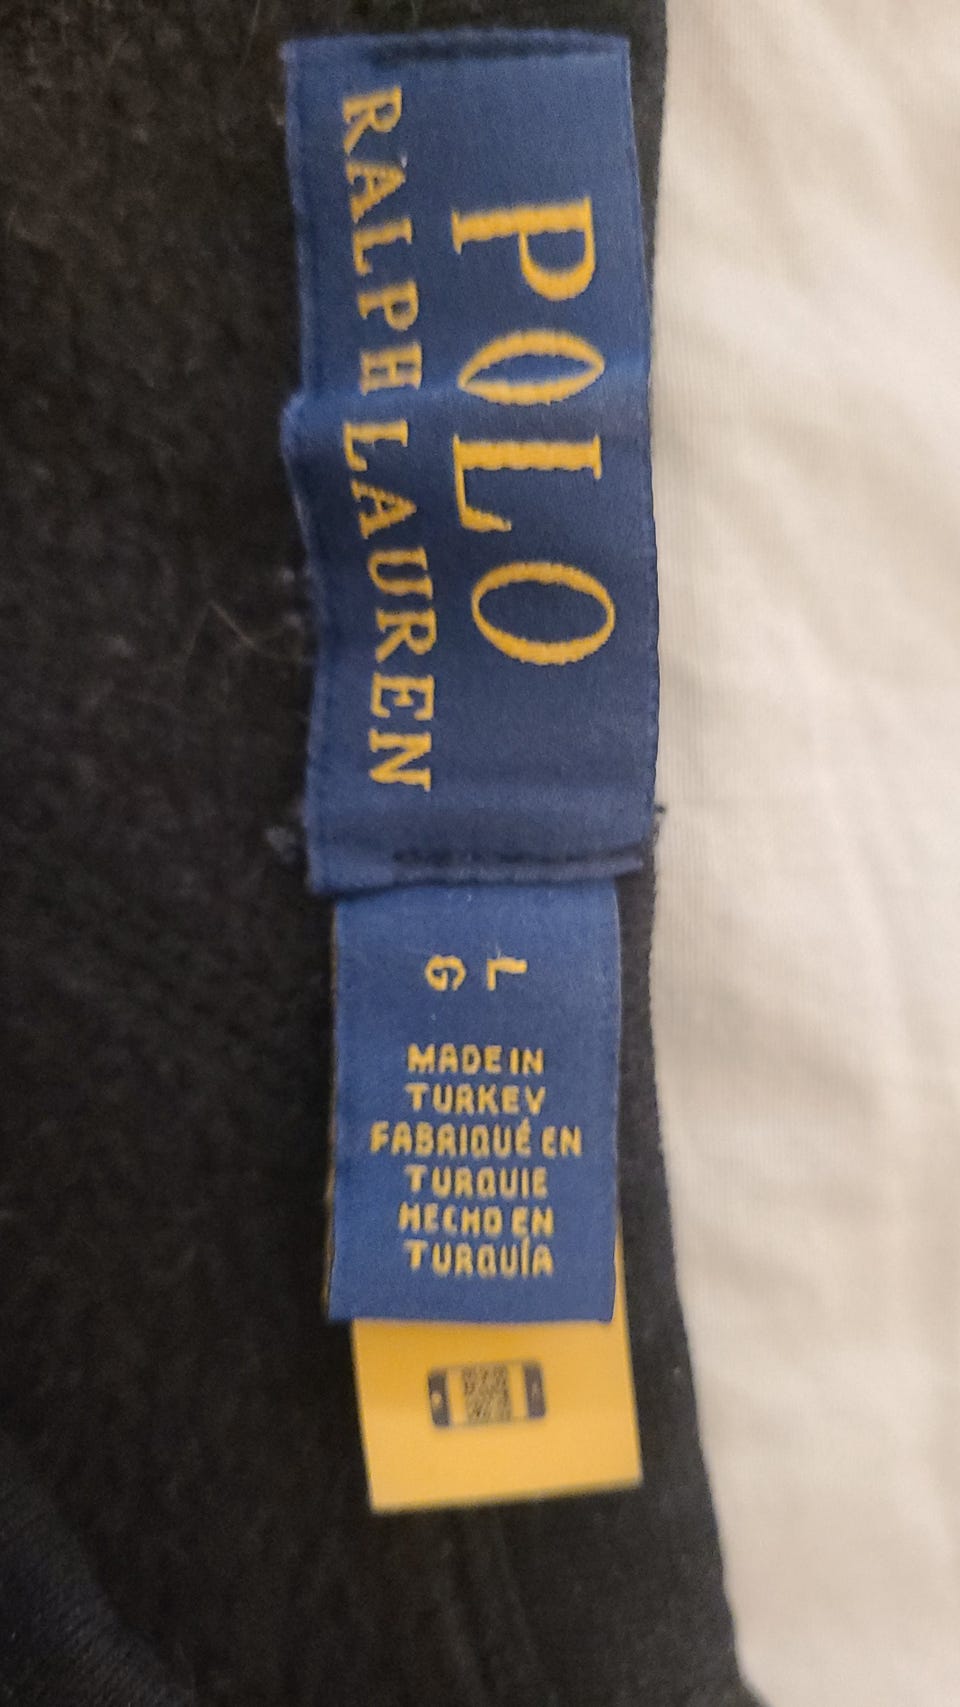 POLO
RALPH LAUREN
L
G
MADE IN
TURKEY
FABRIQUÉ EN
TURQUIE
HECHO EN
TURQUÍA